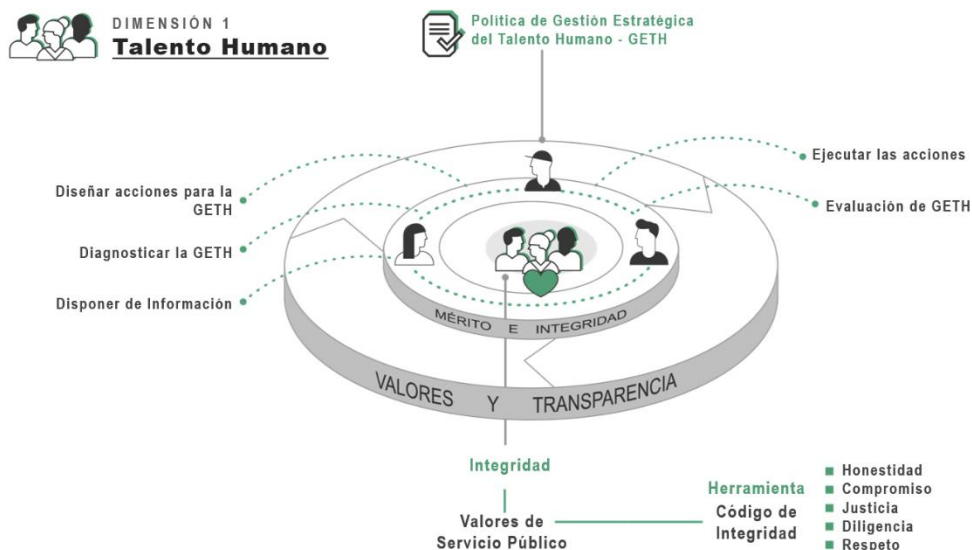 DIMENSIÓN 1
Talento Humano
Política de Gestión Estratégica
del Talento Humano - GETH
Ejecutar las acciones
Diseñar acciones para la
GETH
Evaluación de GETH
Diagnosticar la GETH
Disponer de Información
MÉRITO E INTEGRIDAD
VALORES Y TRANSPARENCIA
Integridad
Valores de
Servicio Público
Herramienta
Código de
Integridad
Honestidad
Compromiso
Justicia
Diligencia
Respeto